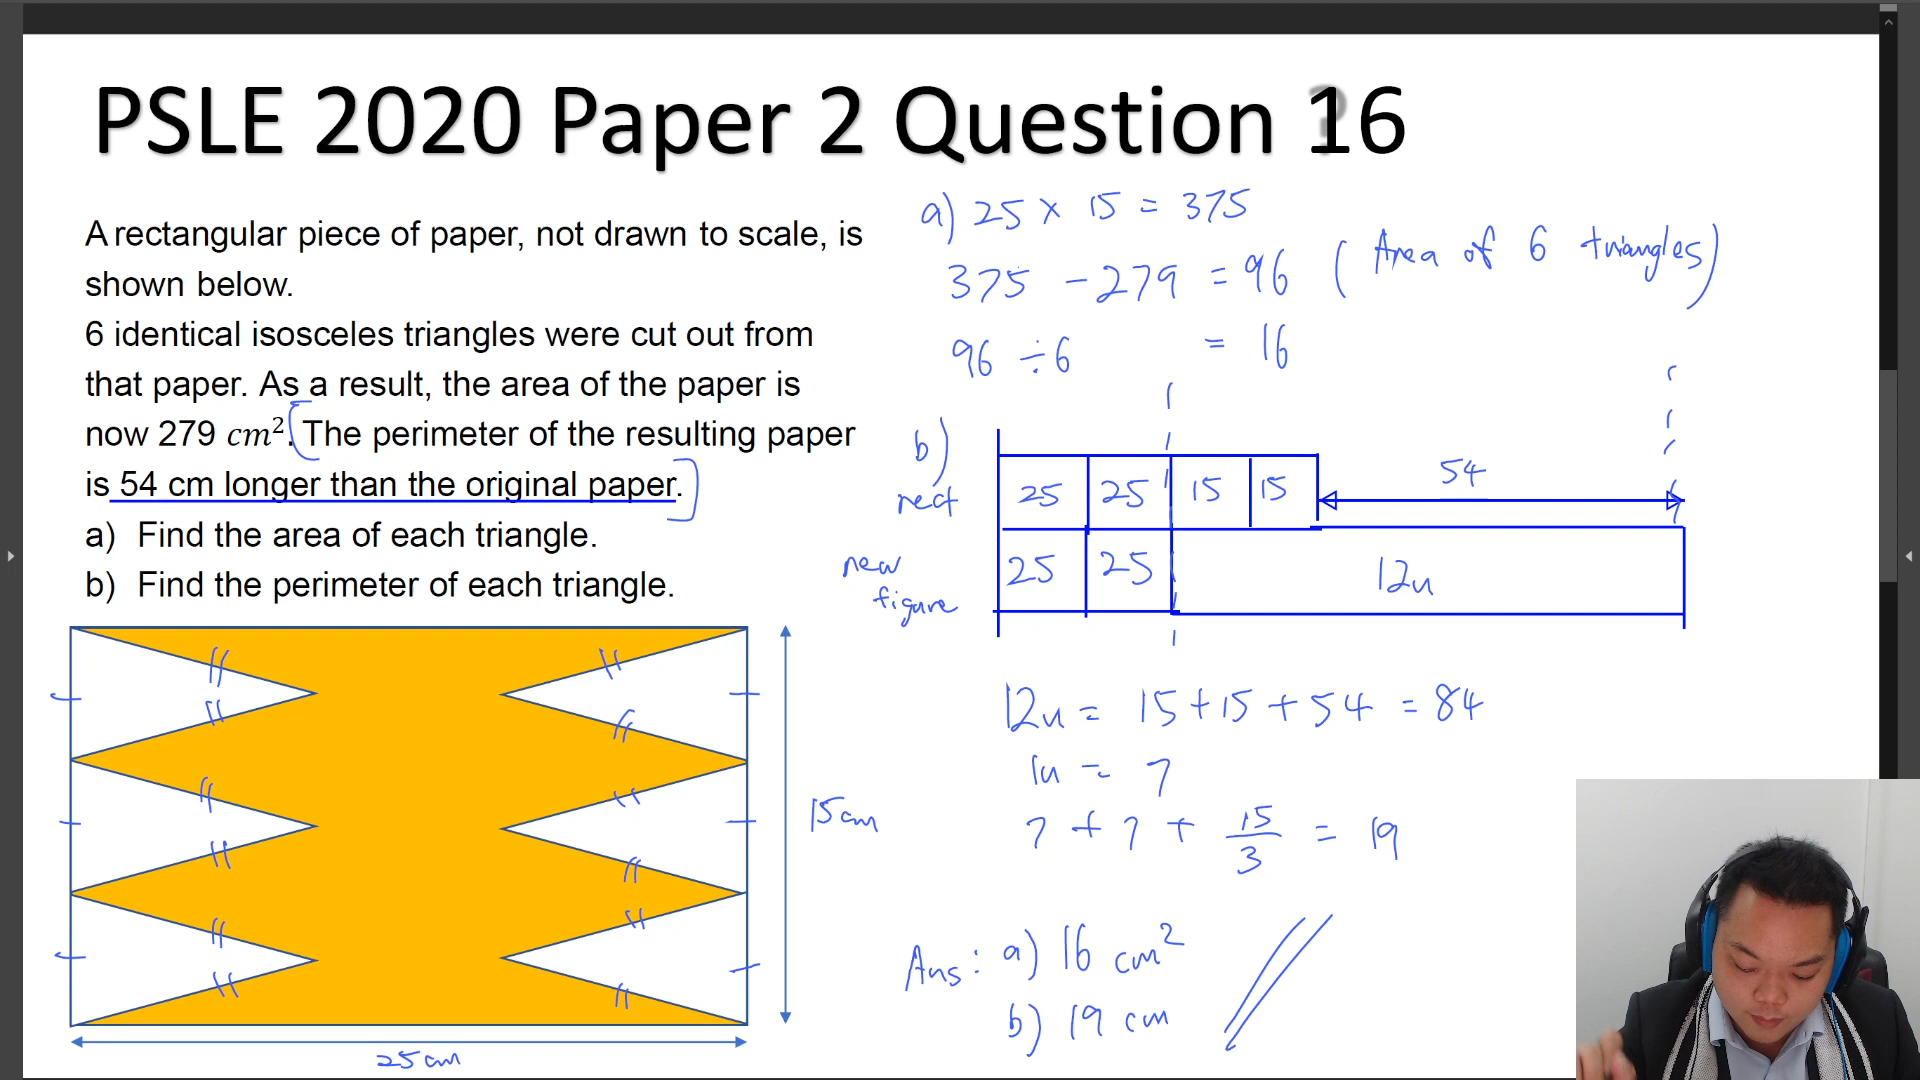 PSLE 2020 Paper 2 Question 16
A rectangular piece of paper, not drawn to scale, is
shown below.
6 identical isosceles triangles were cut out from
that paper. As a result, the area of the paper is
now 279 cm². The perimeter of the resulting paper
is 54 cm longer than the original paper.
a) Find the area of each triangle.
b) Find the perimeter of each triangle.
15cm
25cm
a) 25 × 15 = 375
375 - 279 = 96 (Area of 6 triangles)
96 ÷ 6 = 16
b)
rect 25 25 15 15 54
new figure 25 25 12u
12u = 15 + 15 + 54 = 84
1u = 7
7 + 7 + 15/3 = 19
Ans: a) 16 cm²
b) 19 cm